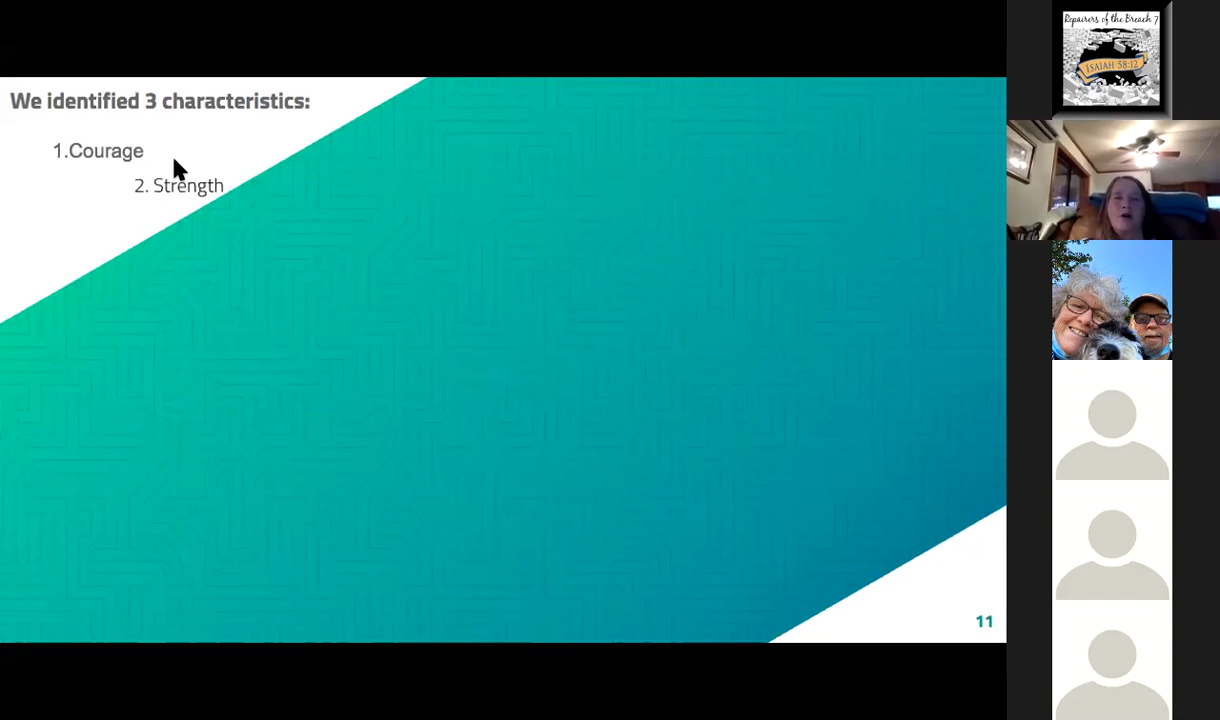 We identified 3 characteristics:
1.Courage
2. Strength
11
Repairers of the Breach 7
ISAIAH 58:12